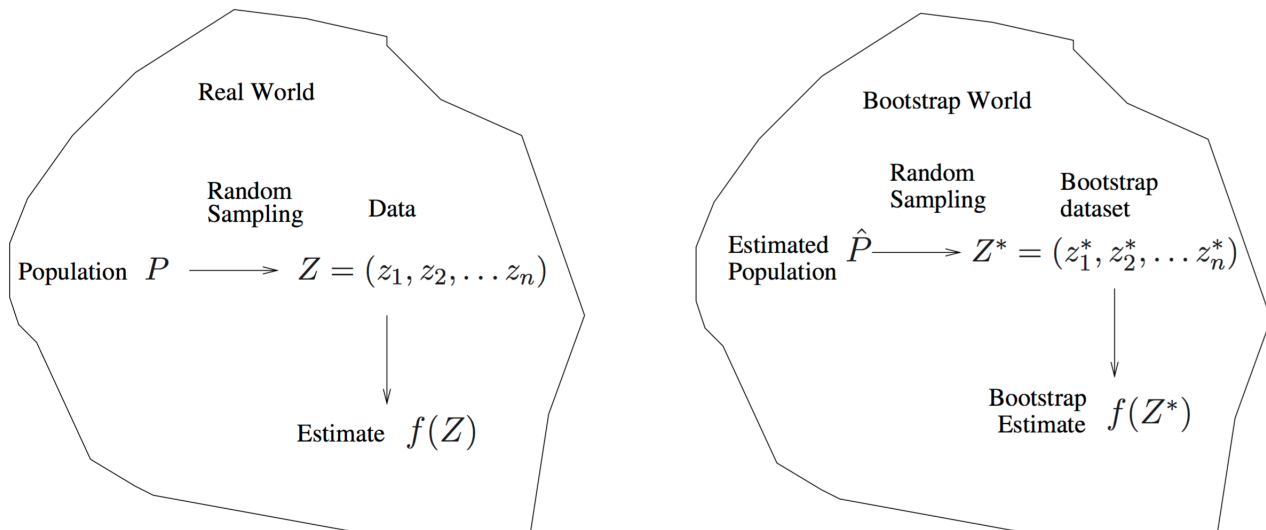 Real World
Random
Sampling
Data
Population P
Z = (z₁, z₂, … zₙ)
Estimate f(Z)
Bootstrap World
Random
Sampling
Bootstrap
dataset
Estimated
Population
P̂
Z* = (z₁*, z₂*, … zₙ*)
Bootstrap
Estimate
f(Z*)